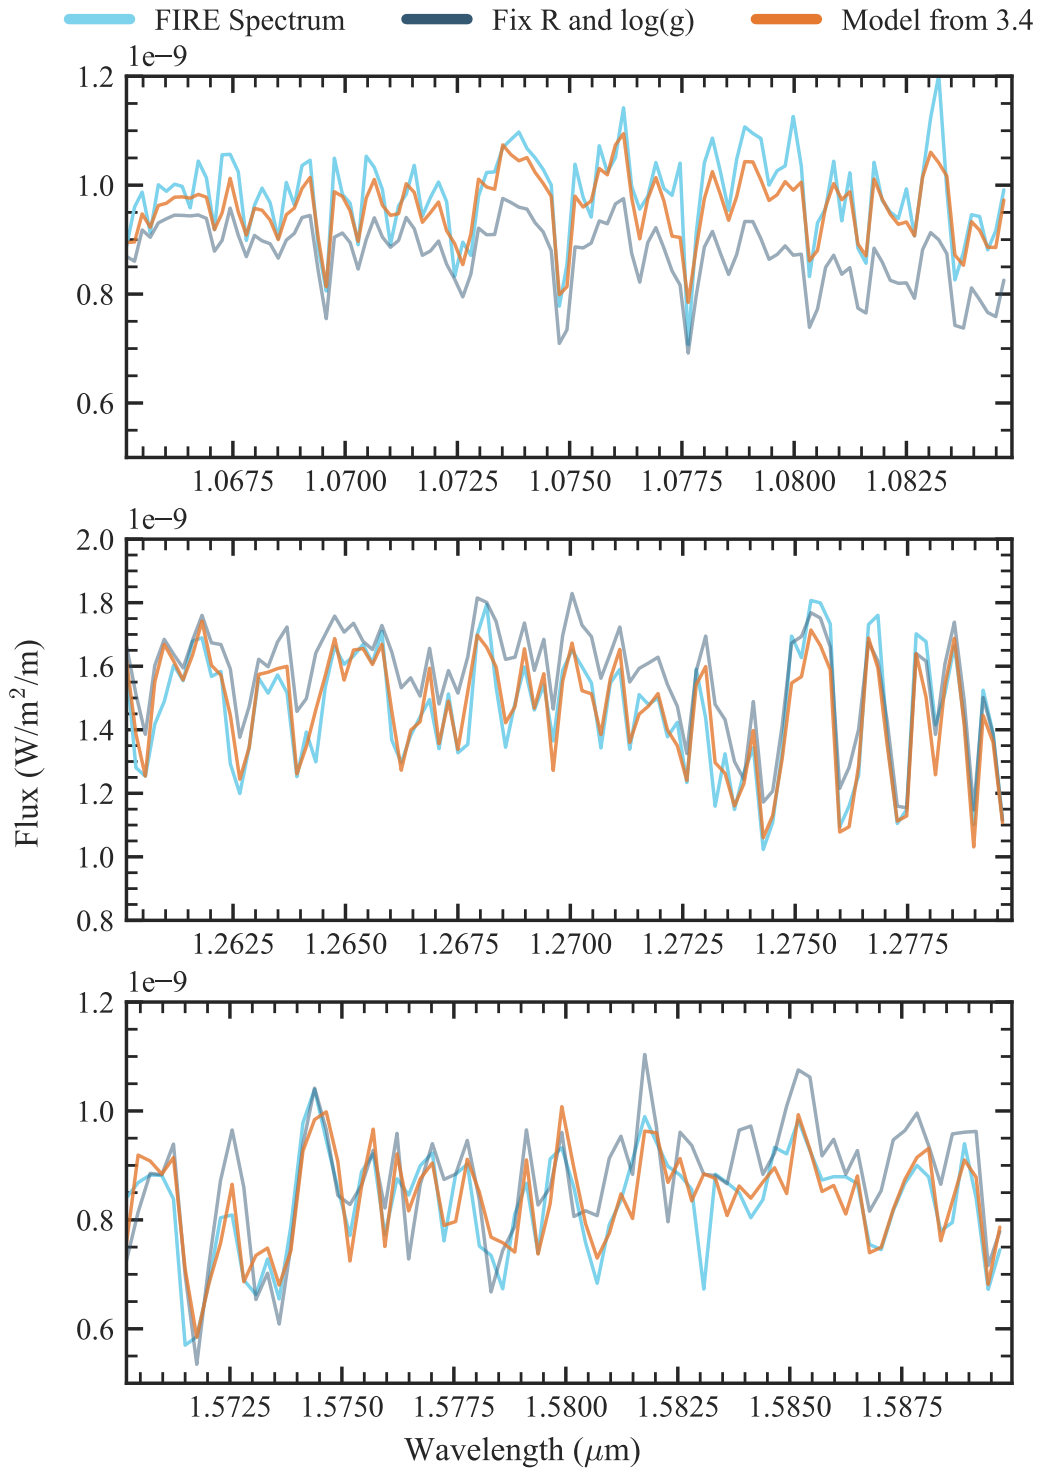 FIRE Spectrum Fix R and log(g) Model from 3.4
1e−9
1.2
1.0
0.8
0.6
1.0675 1.0700 1.0725 1.0750 1.0775 1.0800 1.0825
1e−9
2.0
1.8
1.6
1.4
1.2
1.0
0.8
1.2625 1.2650 1.2675 1.2700 1.2725 1.2750 1.2775
Flux (W/m²/m)
1e−9
1.2
1.0
0.8
0.6
1.5725 1.5750 1.5775 1.5800 1.5825 1.5850 1.5875
Wavelength (μm)